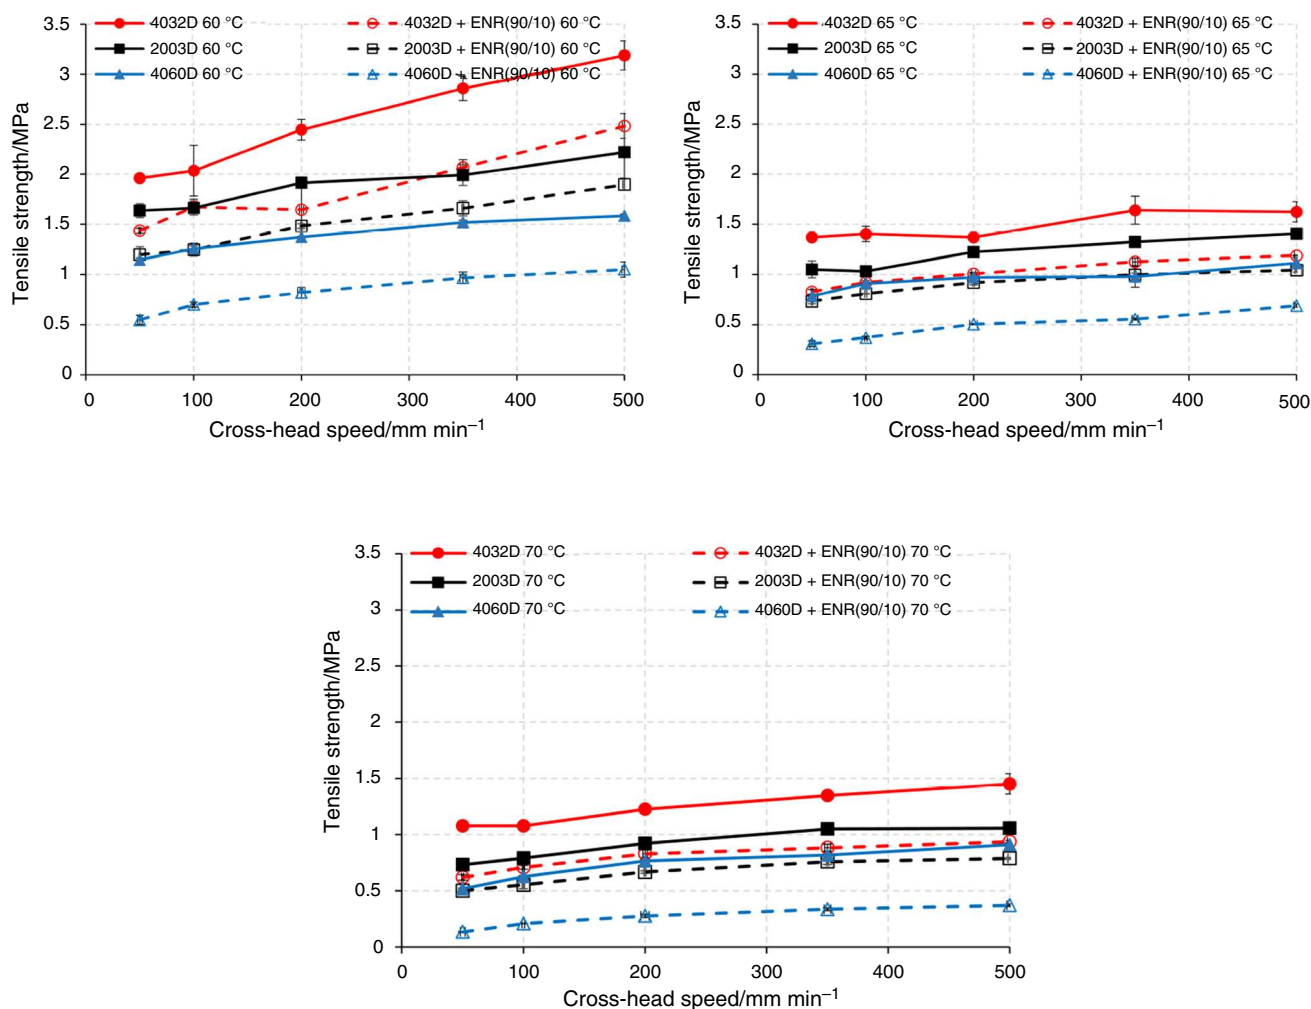 4032D 60 °C
4032D + ENR(90/10) 60 °C
2003D 60 °C
2003D + ENR(90/10) 60 °C
4060D 60 °C
4060D + ENR(90/10) 60 °C
3.5
3
2.5
2
1.5
1
0.5
0
Tensile strength/MPa
0 100 200 300 400 500
Cross-head speed/mm min⁻¹
4032D 65 °C
4032D + ENR(90/10) 65 °C
2003D 65 °C
2003D + ENR(90/10) 65 °C
4060D 65 °C
4060D + ENR(90/10) 65 °C
3.5
3
2.5
2
1.5
1
0.5
0
Tensile strength/MPa
0 100 200 300 400 500
Cross-head speed/mm min⁻¹
4032D 70 °C
4032D + ENR(90/10) 70 °C
2003D 70 °C
2003D + ENR(90/10) 70 °C
4060D 70 °C
4060D + ENR(90/10) 70 °C
3.5
3
2.5
2
1.5
1
0.5
0
Tensile strength/MPa
0 100 200 300 400 500
Cross-head speed/mm min⁻¹